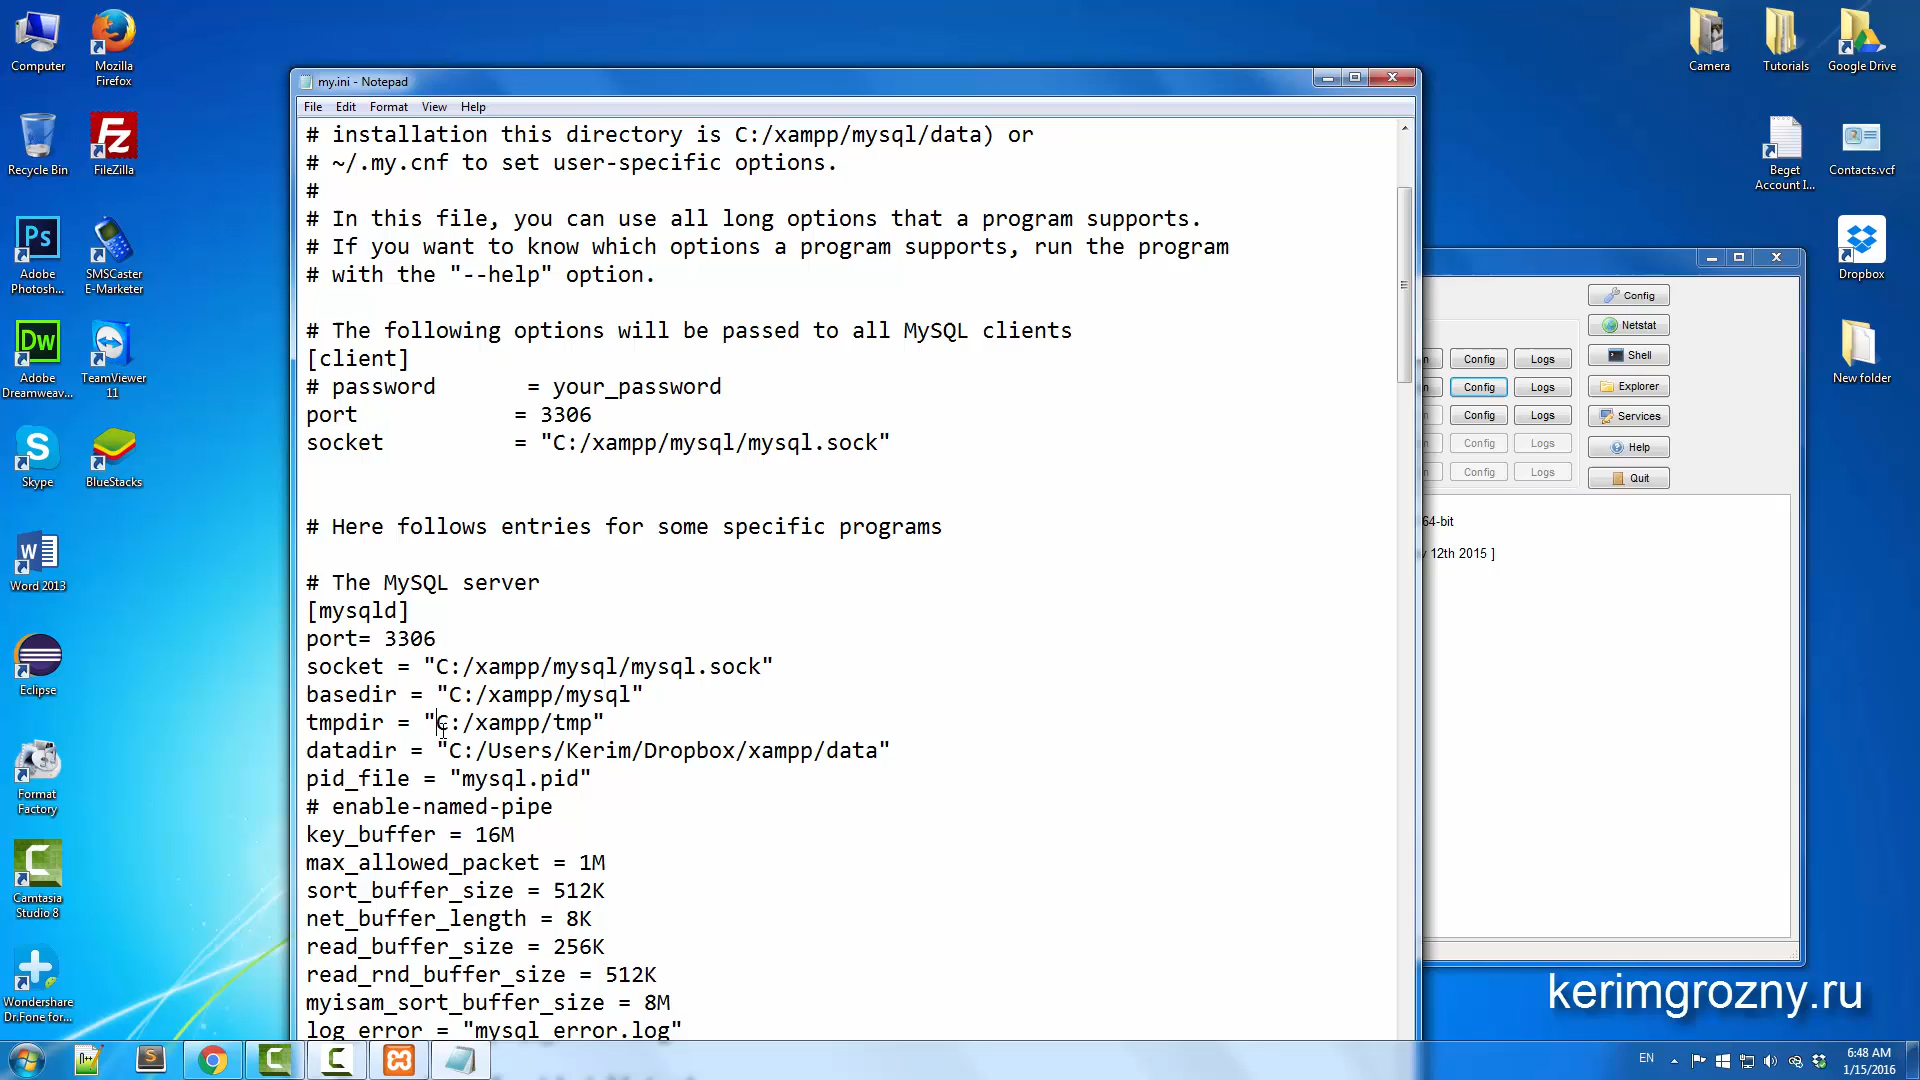 Computer
Mozilla
Firefox
Recycle Bin
FileZilla
Ps
Adobe
Photosh...
SMSCaster
E-Marketer
Dw
Adobe
Dreamweav...
TeamViewer
11
Skype
BlueStacks
Word 2013
Eclipse
Format
Factory
Camtasia
Studio 8
Wondershare
Dr.Fone for...
my.ini - Notepad
File Edit Format View Help
# installation this directory is C:/xampp/mysql/data) or
# ~/.my.cnf to set user-specific options.
#
# In this file, you can use all long options that a program supports.
# If you want to know which options a program supports, run the program
# with the "--help" option.
# The following options will be passed to all MySQL clients
[client]
# password = your_password
port = 3306
socket = "C:/xampp/mysql/mysql.sock"
# Here follows entries for some specific programs
# The MySQL server
[mysqld]
port= 3306
socket = "C:/xampp/mysql/mysql.sock"
basedir = "C:/xampp/mysql"
tmpdir = "C:/xampp/tmp"
datadir = "C:/Users/Kerim/Dropbox/xampp/data"
pid_file = "mysql.pid"
# enable-named-pipe
key_buffer = 16M
max_allowed_packet = 1M
sort_buffer_size = 512K
net_buffer_length = 8K
read_buffer_size = 256K
read_rnd_buffer_size = 512K
myisam_sort_buffer_size = 8M
log_error = "mysql_error.log"
Camera
Tutorials
Google Drive
Beget
Account I...
Contacts.vcf
Dropbox
New folder
Config
Netstat
n Config Logs Shell
n Config Logs Explorer
n Config Logs Services
Config Logs Help
Config Logs Quit
64-bit
12th 2015 ]
kerimgrozny.ru
EN
6:48 AM
1/15/2016